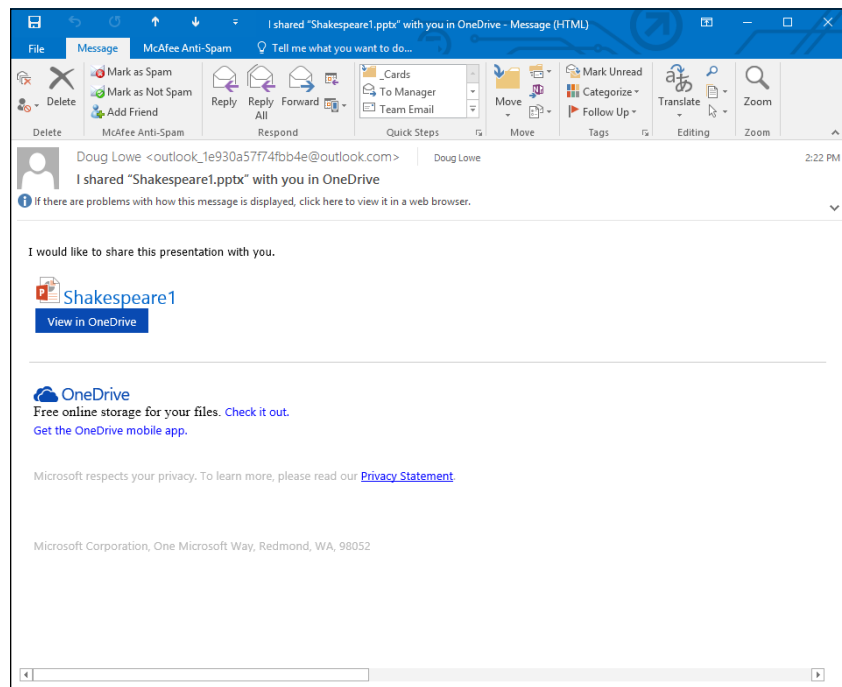 I shared “Shakespeare1.pptx” with you in OneDrive - Message (HTML)
File Message McAfee Anti-Spam Tell me what you want to do...
Mark as Spam
Mark as Not Spam
Add Friend
Delete
Reply
Reply All
Forward
_Cards
To Manager
Team Email
Move
Mark Unread
Categorize
Follow Up
Translate
Zoom
Delete McAfee Anti-Spam Respond Quick Steps Move Tags Editing Zoom
Doug Lowe <outlook_1e930a57f74fbb4e@outlook.com> Doug Lowe 2:22 PM
I shared “Shakespeare1.pptx” with you in OneDrive
If there are problems with how this message is displayed, click here to view it in a web browser.
I would like to share this presentation with you.
Shakespeare1
View in OneDrive
OneDrive
Free online storage for your files. Check it out.
Get the OneDrive mobile app.
Microsoft respects your privacy. To learn more, please read our Privacy Statement.
Microsoft Corporation, One Microsoft Way, Redmond, WA, 98052